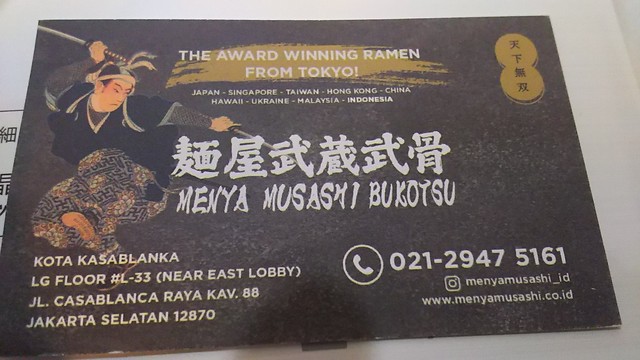 THE AWARD WINNING RAMEN
FROM TOKYO!
JAPAN - SINGAPORE - TAIWAN - HONG KONG - CHINA
HAWAII - UKRAINE - MALAYSIA - INDONESIA
天下無双
麺屋武蔵武骨
MENYA MUSASHI BUKOTSU
KOTA KASABLANKA
LG FLOOR #L-33 (NEAR EAST LOBBY)
JL. CASABLANCA RAYA KAV. 88
JAKARTA SELATAN 12870
021-2947 5161
menyamusashi_id
www.menyamusashi.co.id